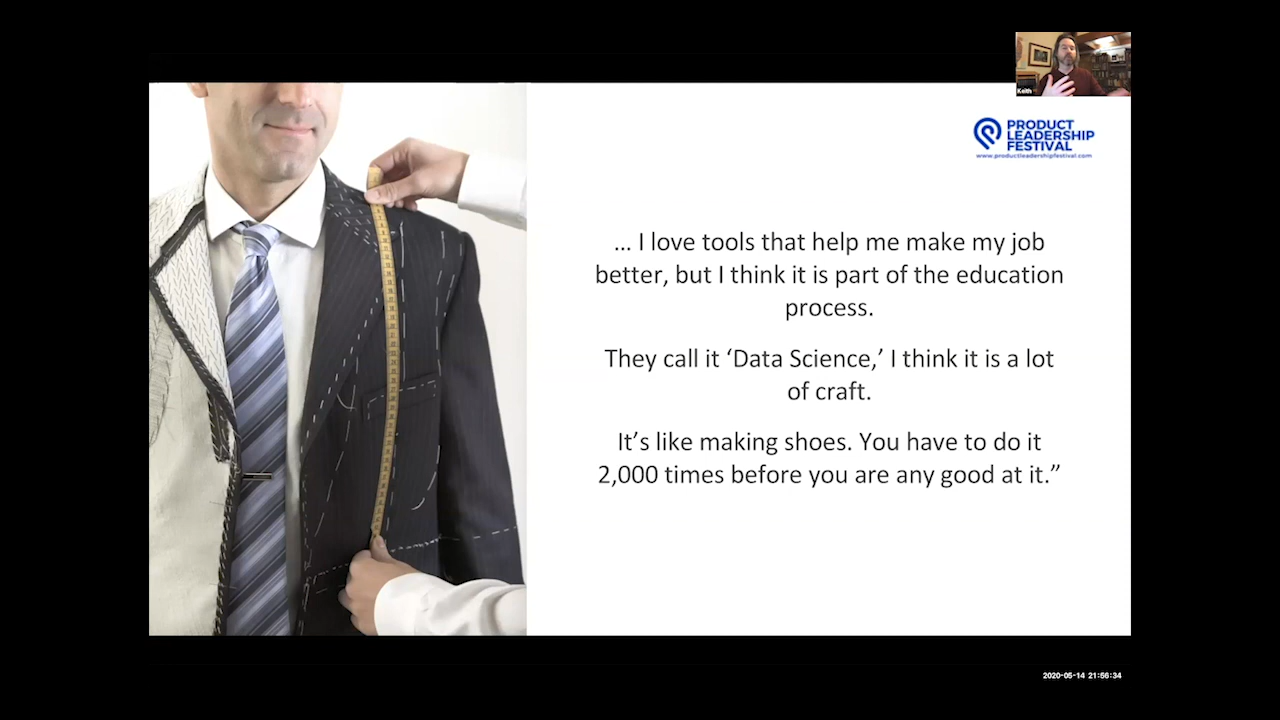 Keith
PRODUCT
LEADERSHIP
FESTIVAL
www.productleadershipfestival.com
... I love tools that help me make my job
better, but I think it is part of the education
process.
They call it ‘Data Science,’ I think it is a lot
of craft.
It’s like making shoes. You have to do it
2,000 times before you are any good at it.”
2020-05-14 21:56:34